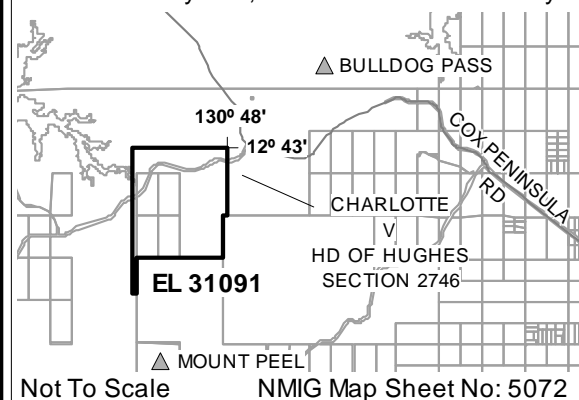 BULLDOG PASS
130º 48'
12º 43'
COX PENINSULA
RD
CHARLOTTE
V
HD OF HUGHES
SECTION 2746
EL 31091
MOUNT PEEL
Not To Scale NMIG Map Sheet No: 5072